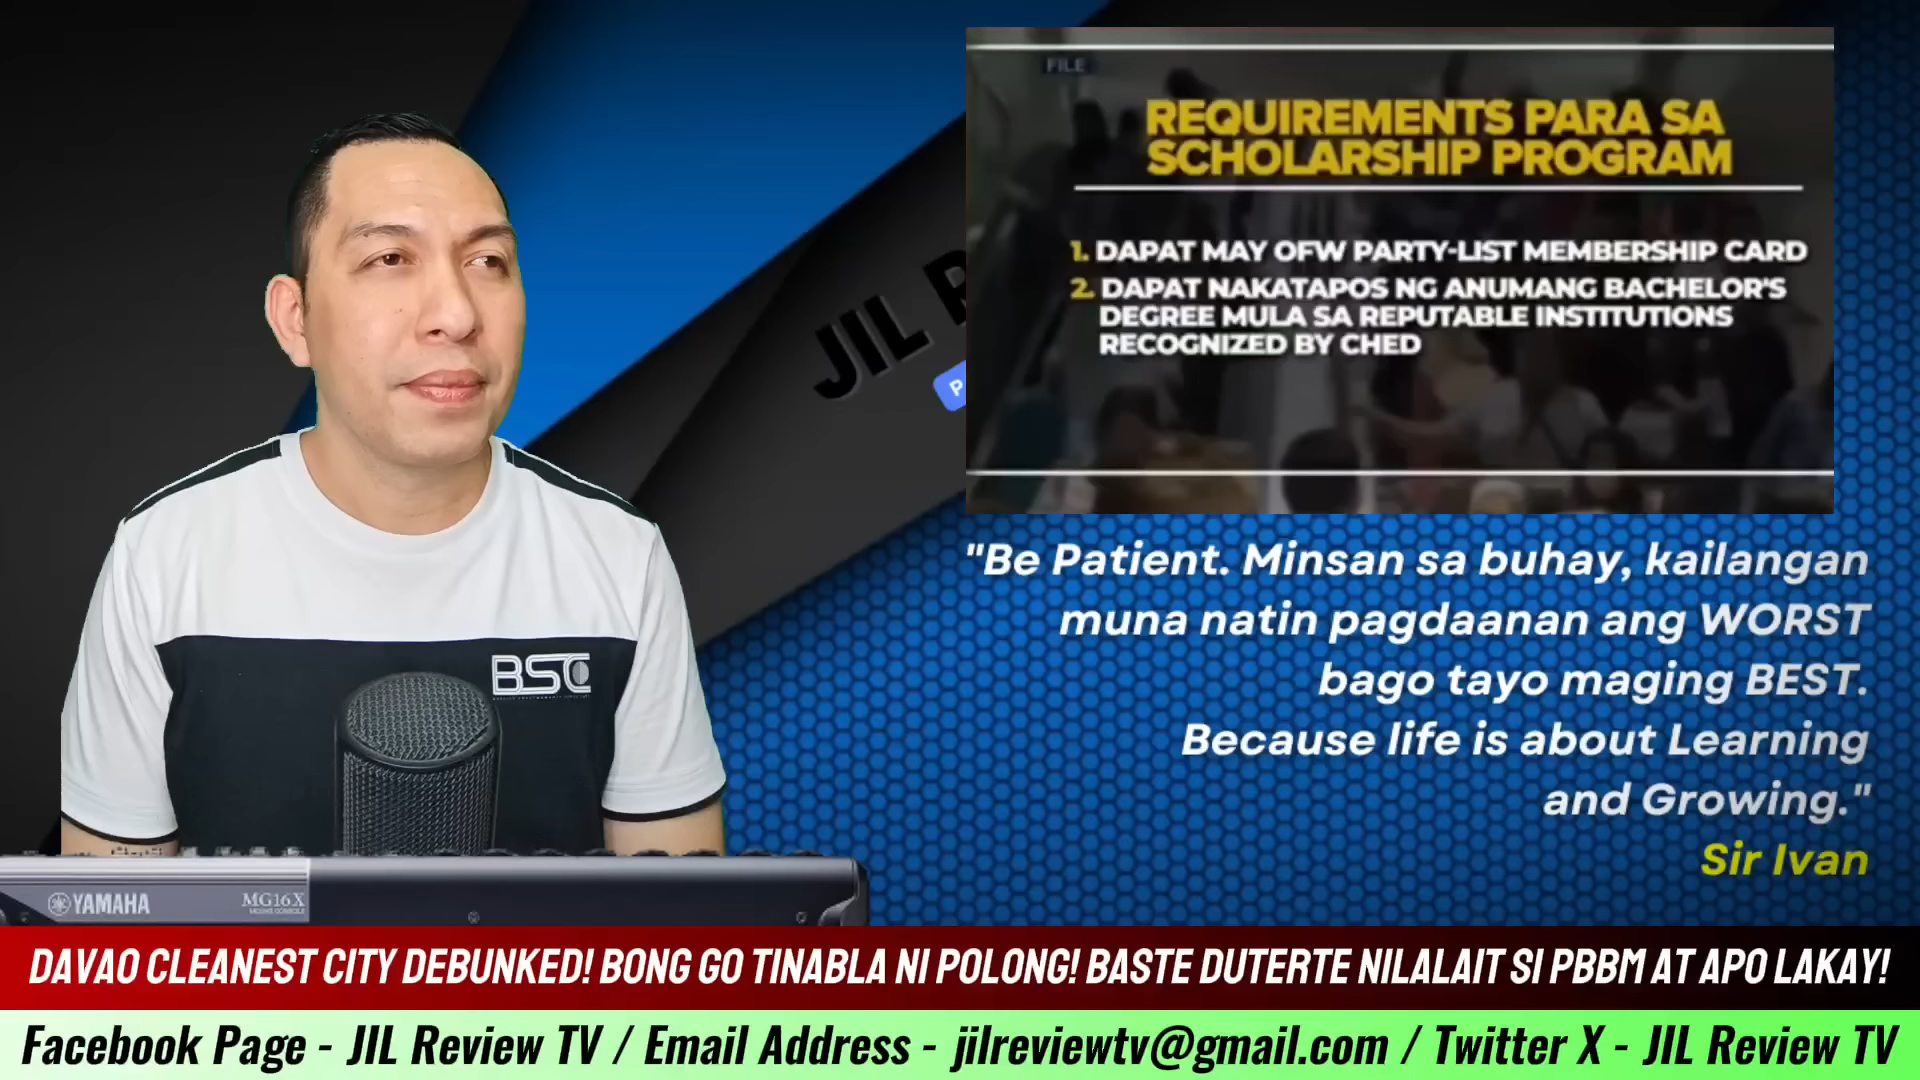 FILE
REQUIREMENTS PARA SA
SCHOLARSHIP PROGRAM
1. DAPAT MAY OFW PARTY-LIST MEMBERSHIP CARD
2. DAPAT NAKATAPOS NG ANUMANG BACHELOR'S
DEGREE MULA SA REPUTABLE INSTITUTIONS
RECOGNIZED BY CHED
JIL
"Be Patient. Minsan sa buhay, kailangan
muna natin pagdaanan ang WORST
bago tayo maging BEST.
Because life is about Learning
and Growing."
Sir Ivan
BSC
YAMAHA
MG16X
MIXING CONSOLE
DAVAO CLEANEST CITY DEBUNKED! BONG GO TINABLA NI POLONG! BASTE DUTERTE NILALAIT SI PBBM AT APO LAKAY!
Facebook Page - JIL Review TV / Email Address - jilreviewtv@gmail.com / Twitter X - JIL Review TV